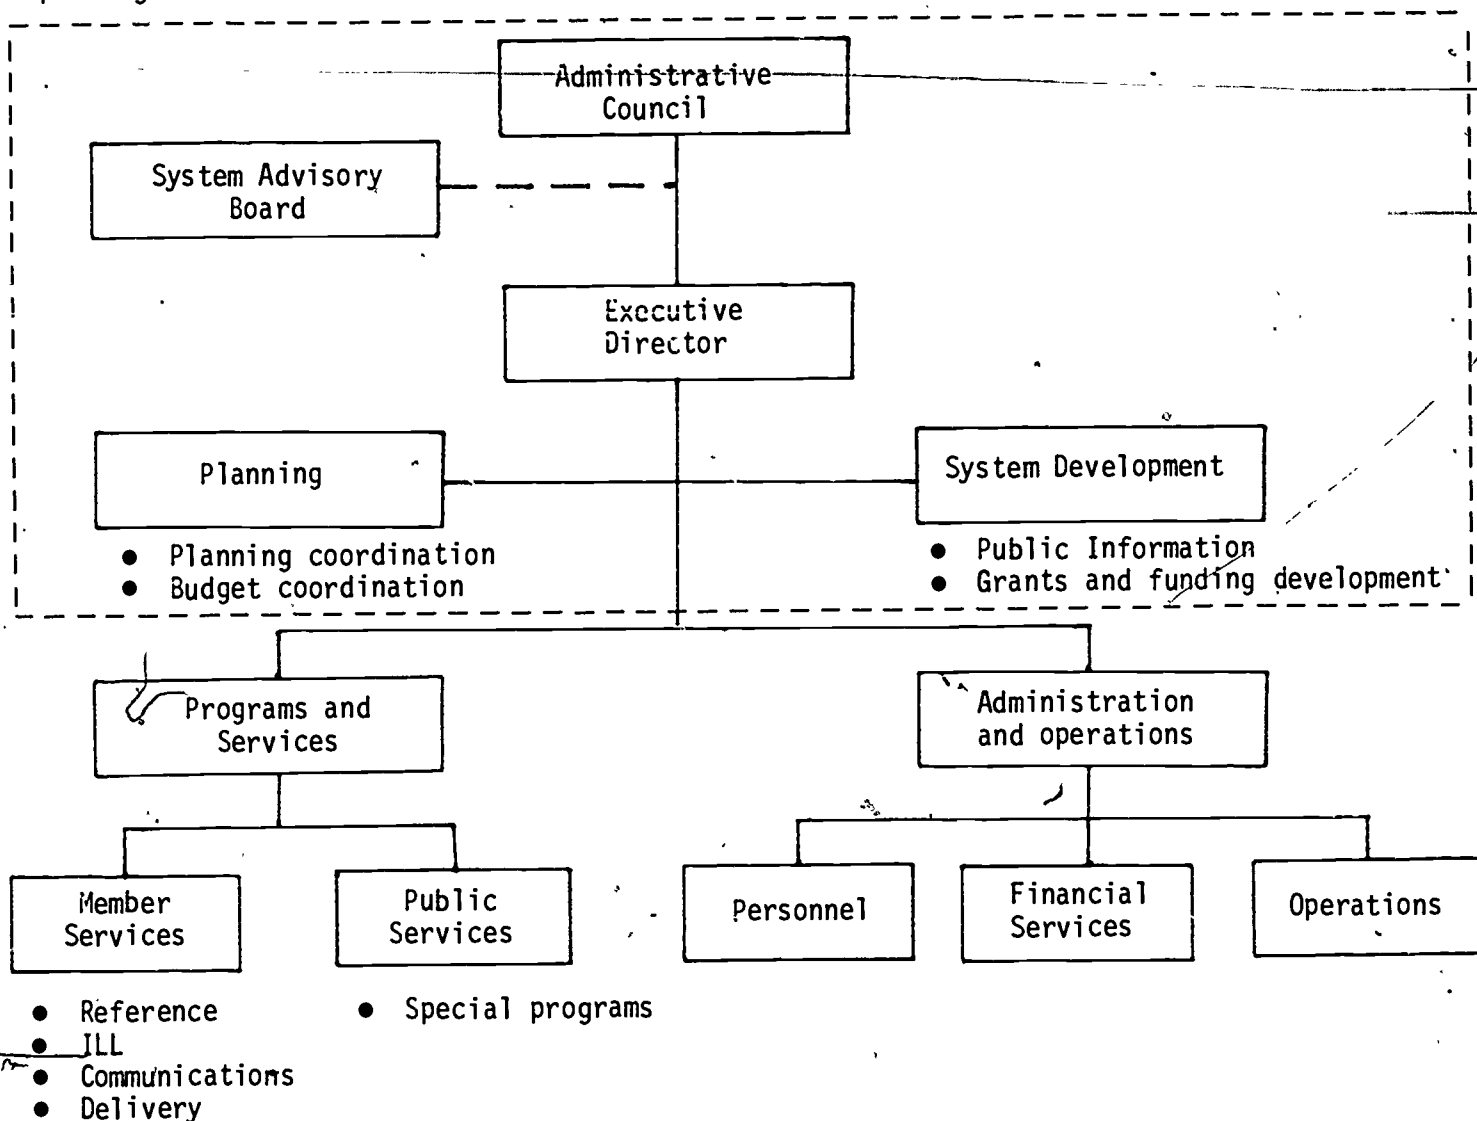 Administrative
Council
System Advisory
Board
Executive
Director
Planning
System Development
● Planning coordination
● Budget coordination
● Public Information
● Grants and funding development
Programs and
Services
Administration
and operations
Member
Services
Public
Services
Personnel
Financial
Services
Operations
● Reference
● ILL
● Communications
● Delivery
● Special programs